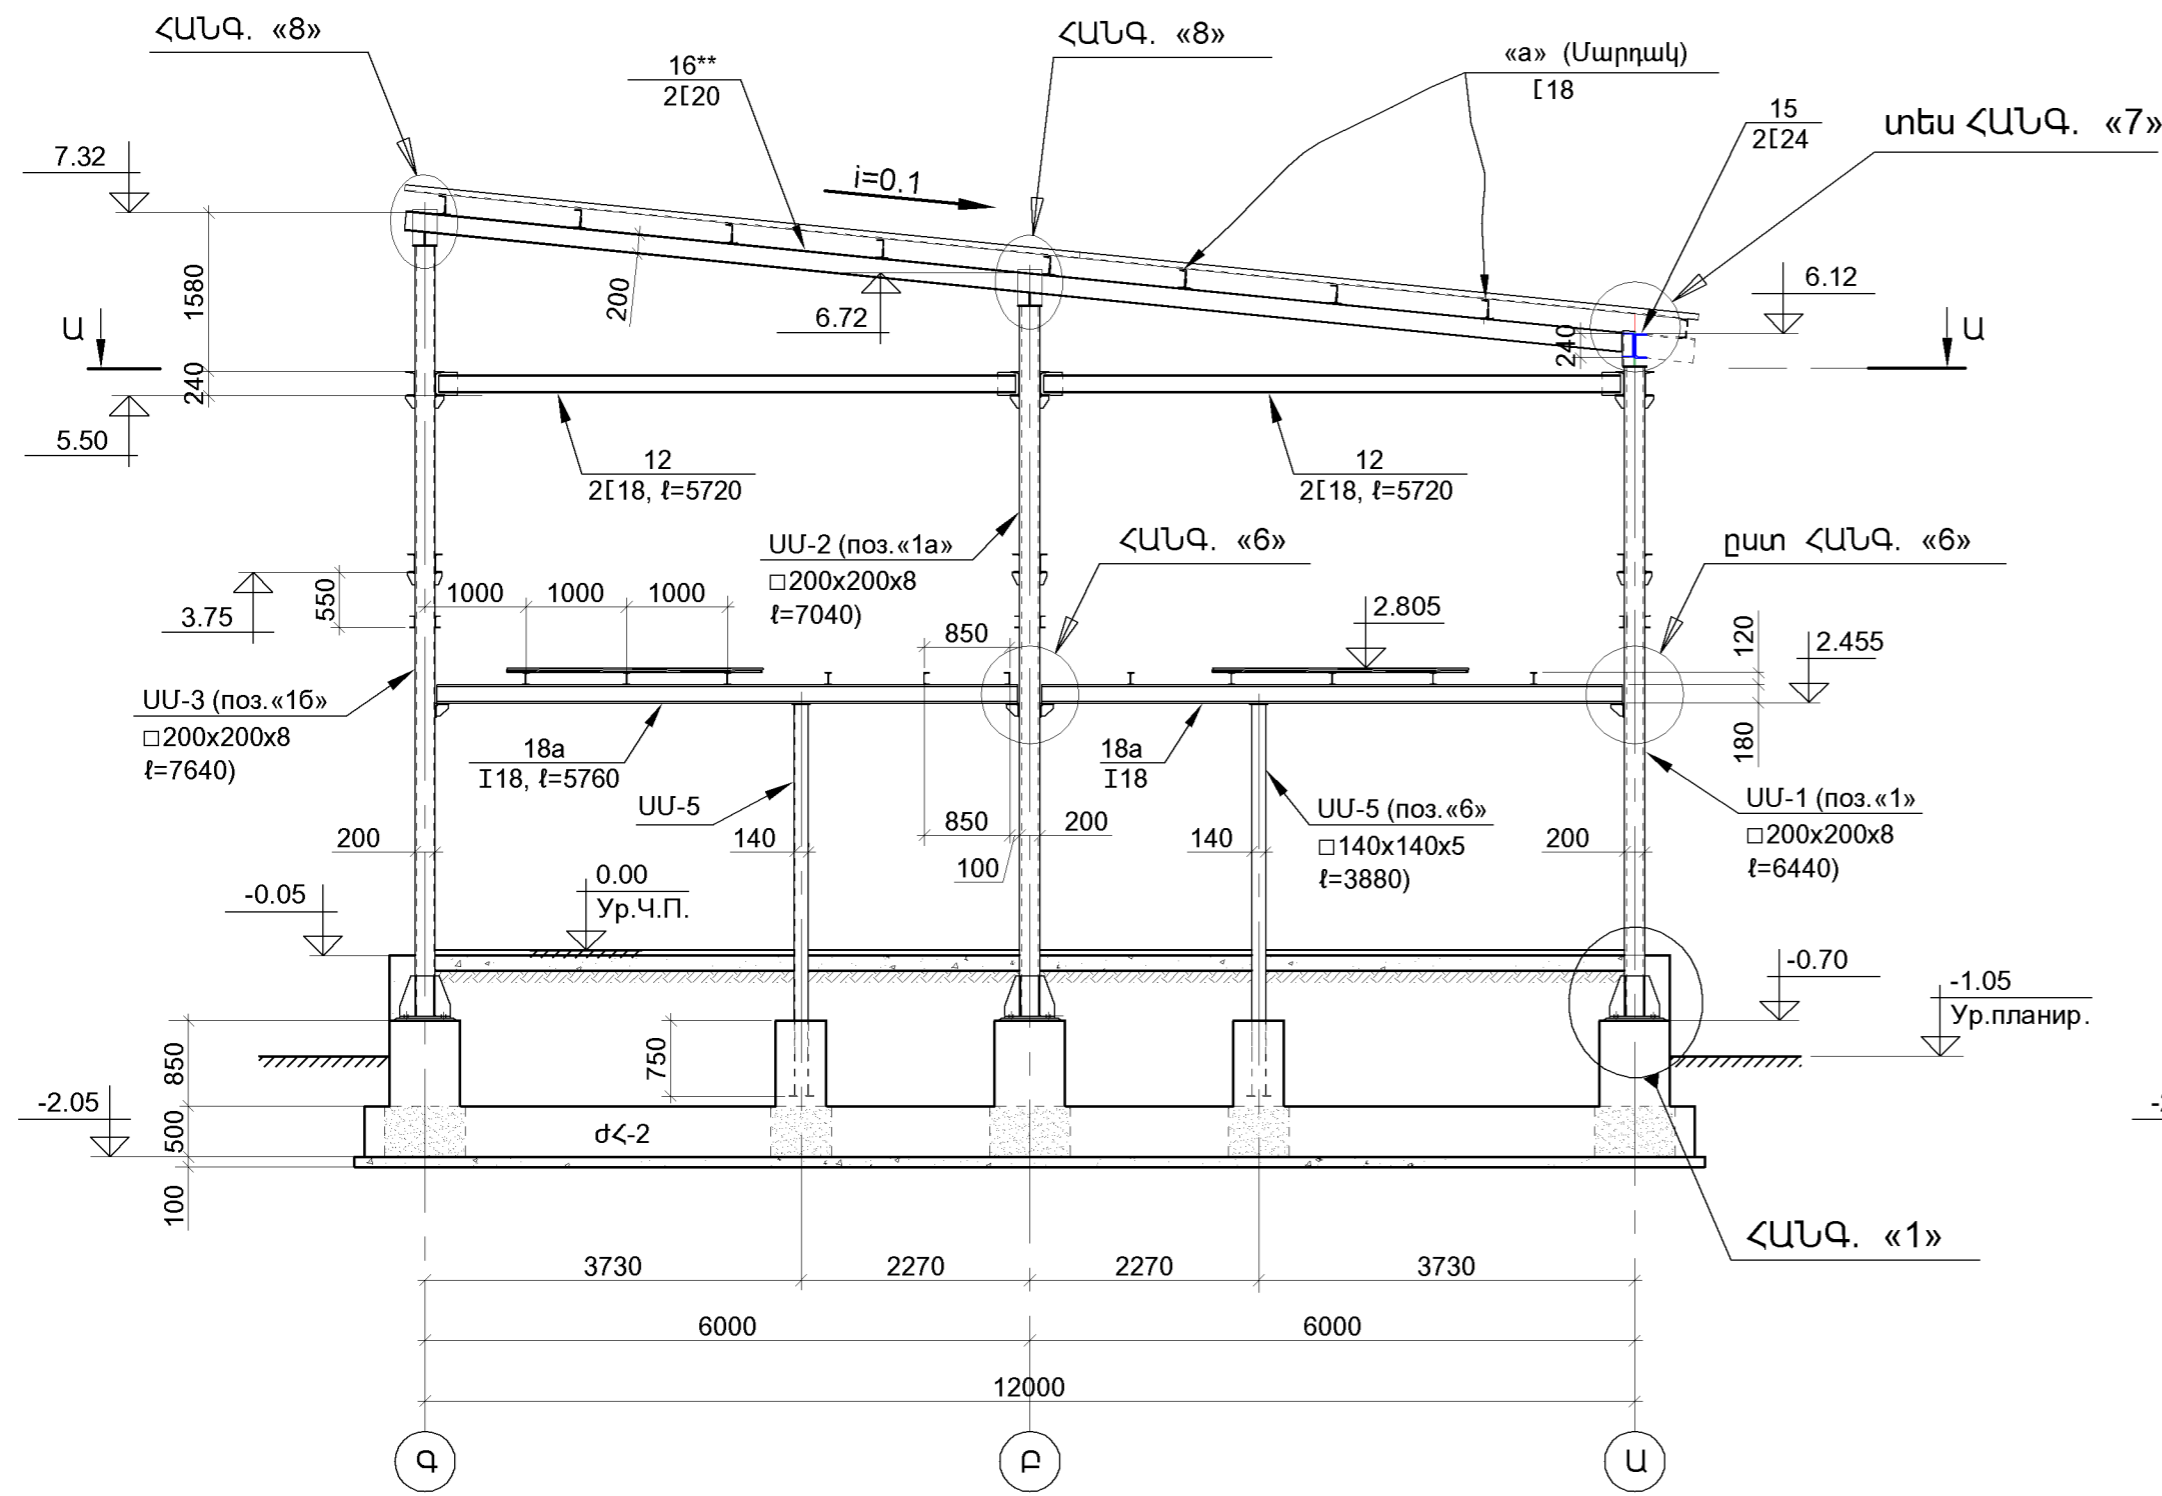 ՀԱՆԳ. «8»
ՀԱՆԳ. «8»
«a» (Մարդակ)
[18
16**
2[20
15
2[24
տես ՀԱՆԳ. «7»
7.32
i=0.1
6.12
1580
200
6.72
240
Ա
Ա
240
5.50
12
2[18, ℓ=5720
12
2[18, ℓ=5720
ՍՄ-2 (поз.«1a»
□200x200x8
ℓ=7040)
ՀԱՆԳ. «6»
ըստ ՀԱՆԳ. «6»
3.75
550
1000
1000
1000
850
2.805
120
2.455
180
ՍՄ-3 (поз.«1б»
□200x200x8
ℓ=7640)
18a
I18, ℓ=5760
18a
I18
ՍՄ-5
ՍՄ-5 (поз.«6»
□140x140x5
ℓ=3880)
ՍՄ-1 (поз.«1»
□200x200x8
ℓ=6440)
200
140
850
200
100
140
200
-0.05
0.00
Ур.Ч.П.
-0.70
-1.05
Ур.планир.
850
750
-2.05
500
ԺՀ-2
100
ՀԱՆԳ. «1»
3730
2270
2270
3730
6000
6000
12000
Գ
Բ
Ա